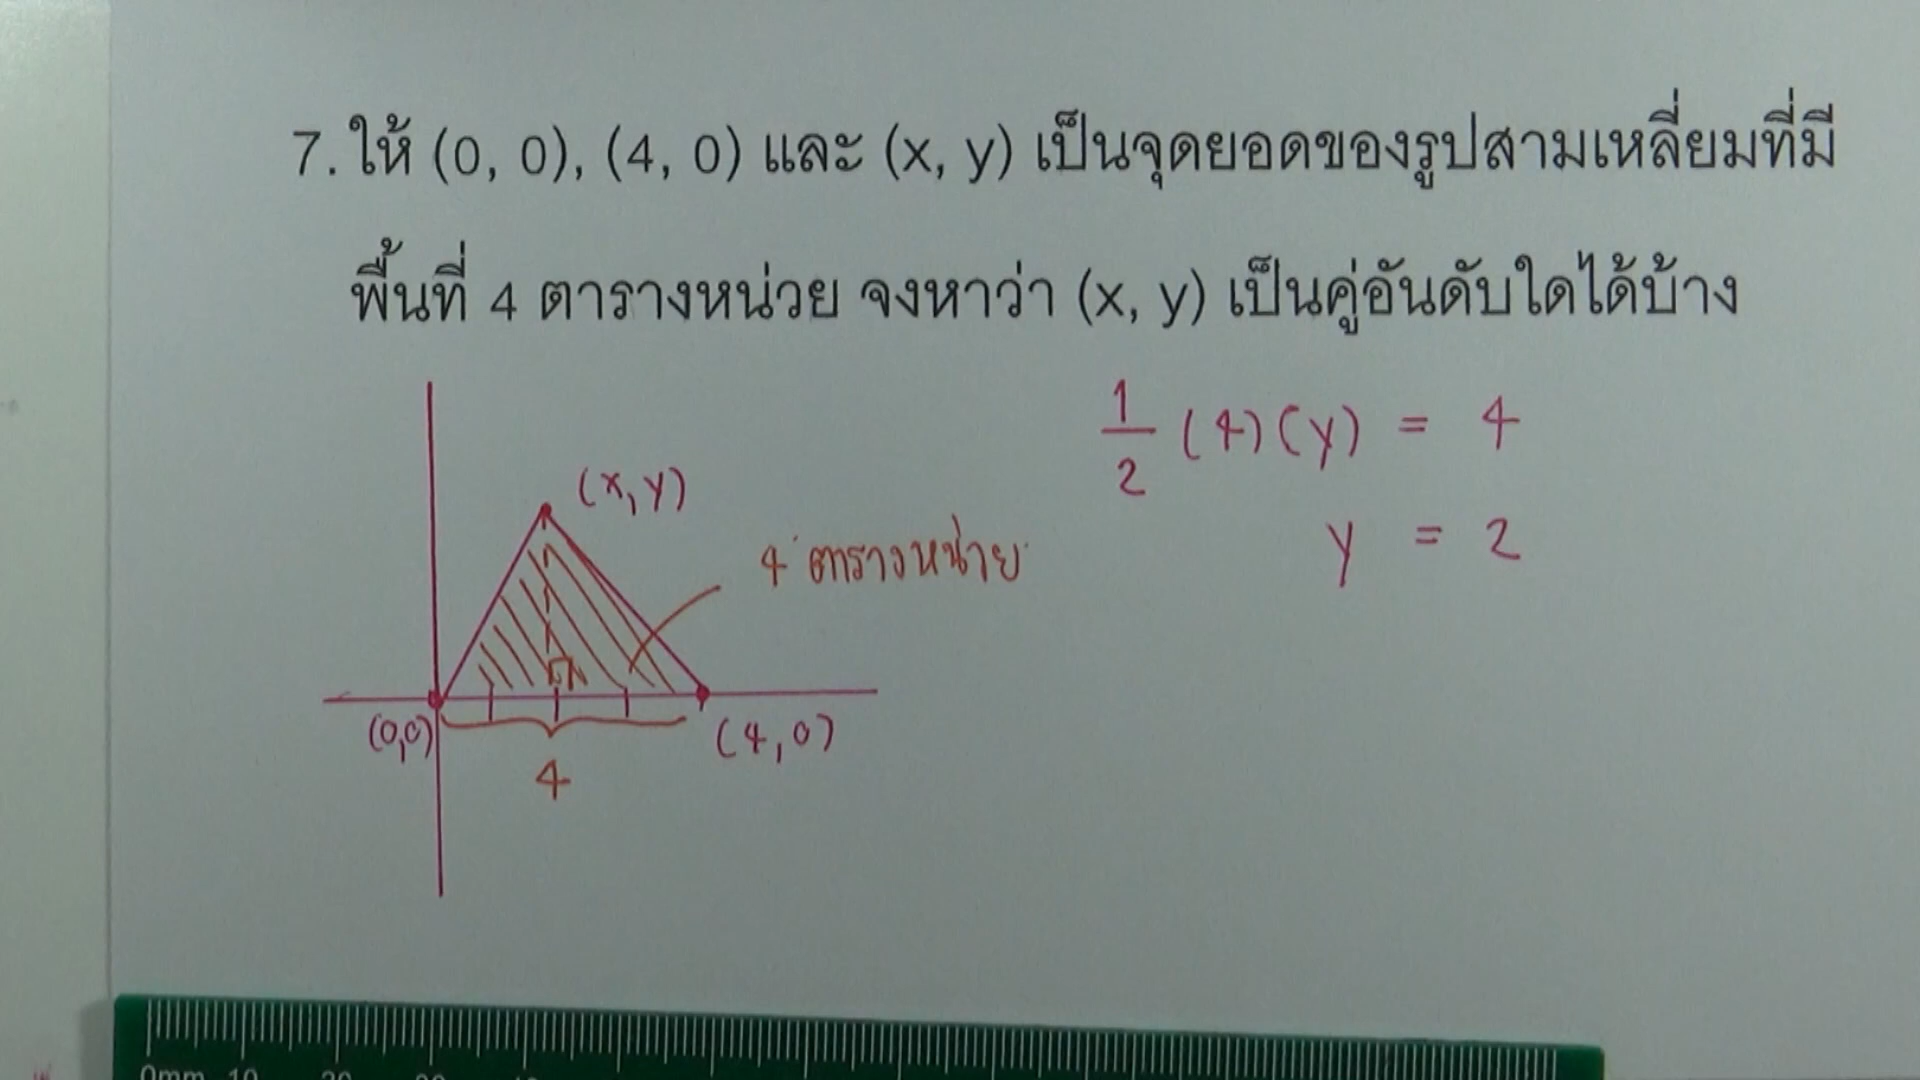 7. ให้ (0, 0), (4, 0) และ (x, y) เป็นจุดยอดของรูปสามเหลี่ยมที่มี
พื้นที่ 4 ตารางหน่วย จงหาว่า (x, y) เป็นคู่อันดับใดได้บ้าง
1/2 (4)(y) = 4
y = 2
(x, y)
4 ตารางหน่วย
(0,0)
(4, 0)
4
0mm 10